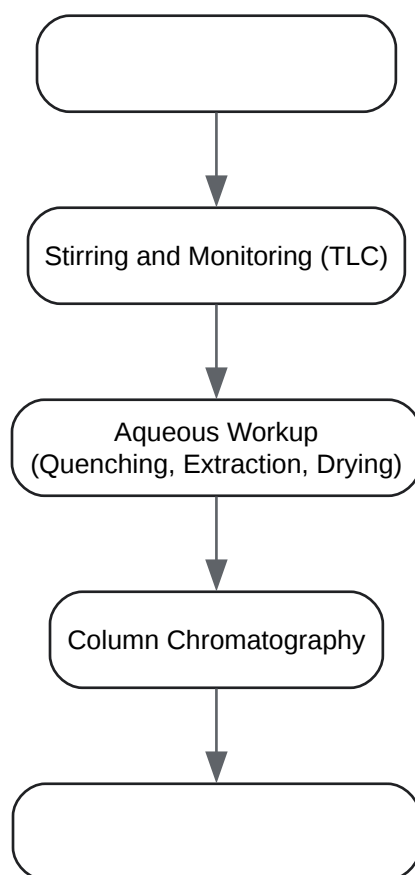 Stirring and Monitoring (TLC)
Aqueous Workup
(Quenching, Extraction, Drying)
Column Chromatography